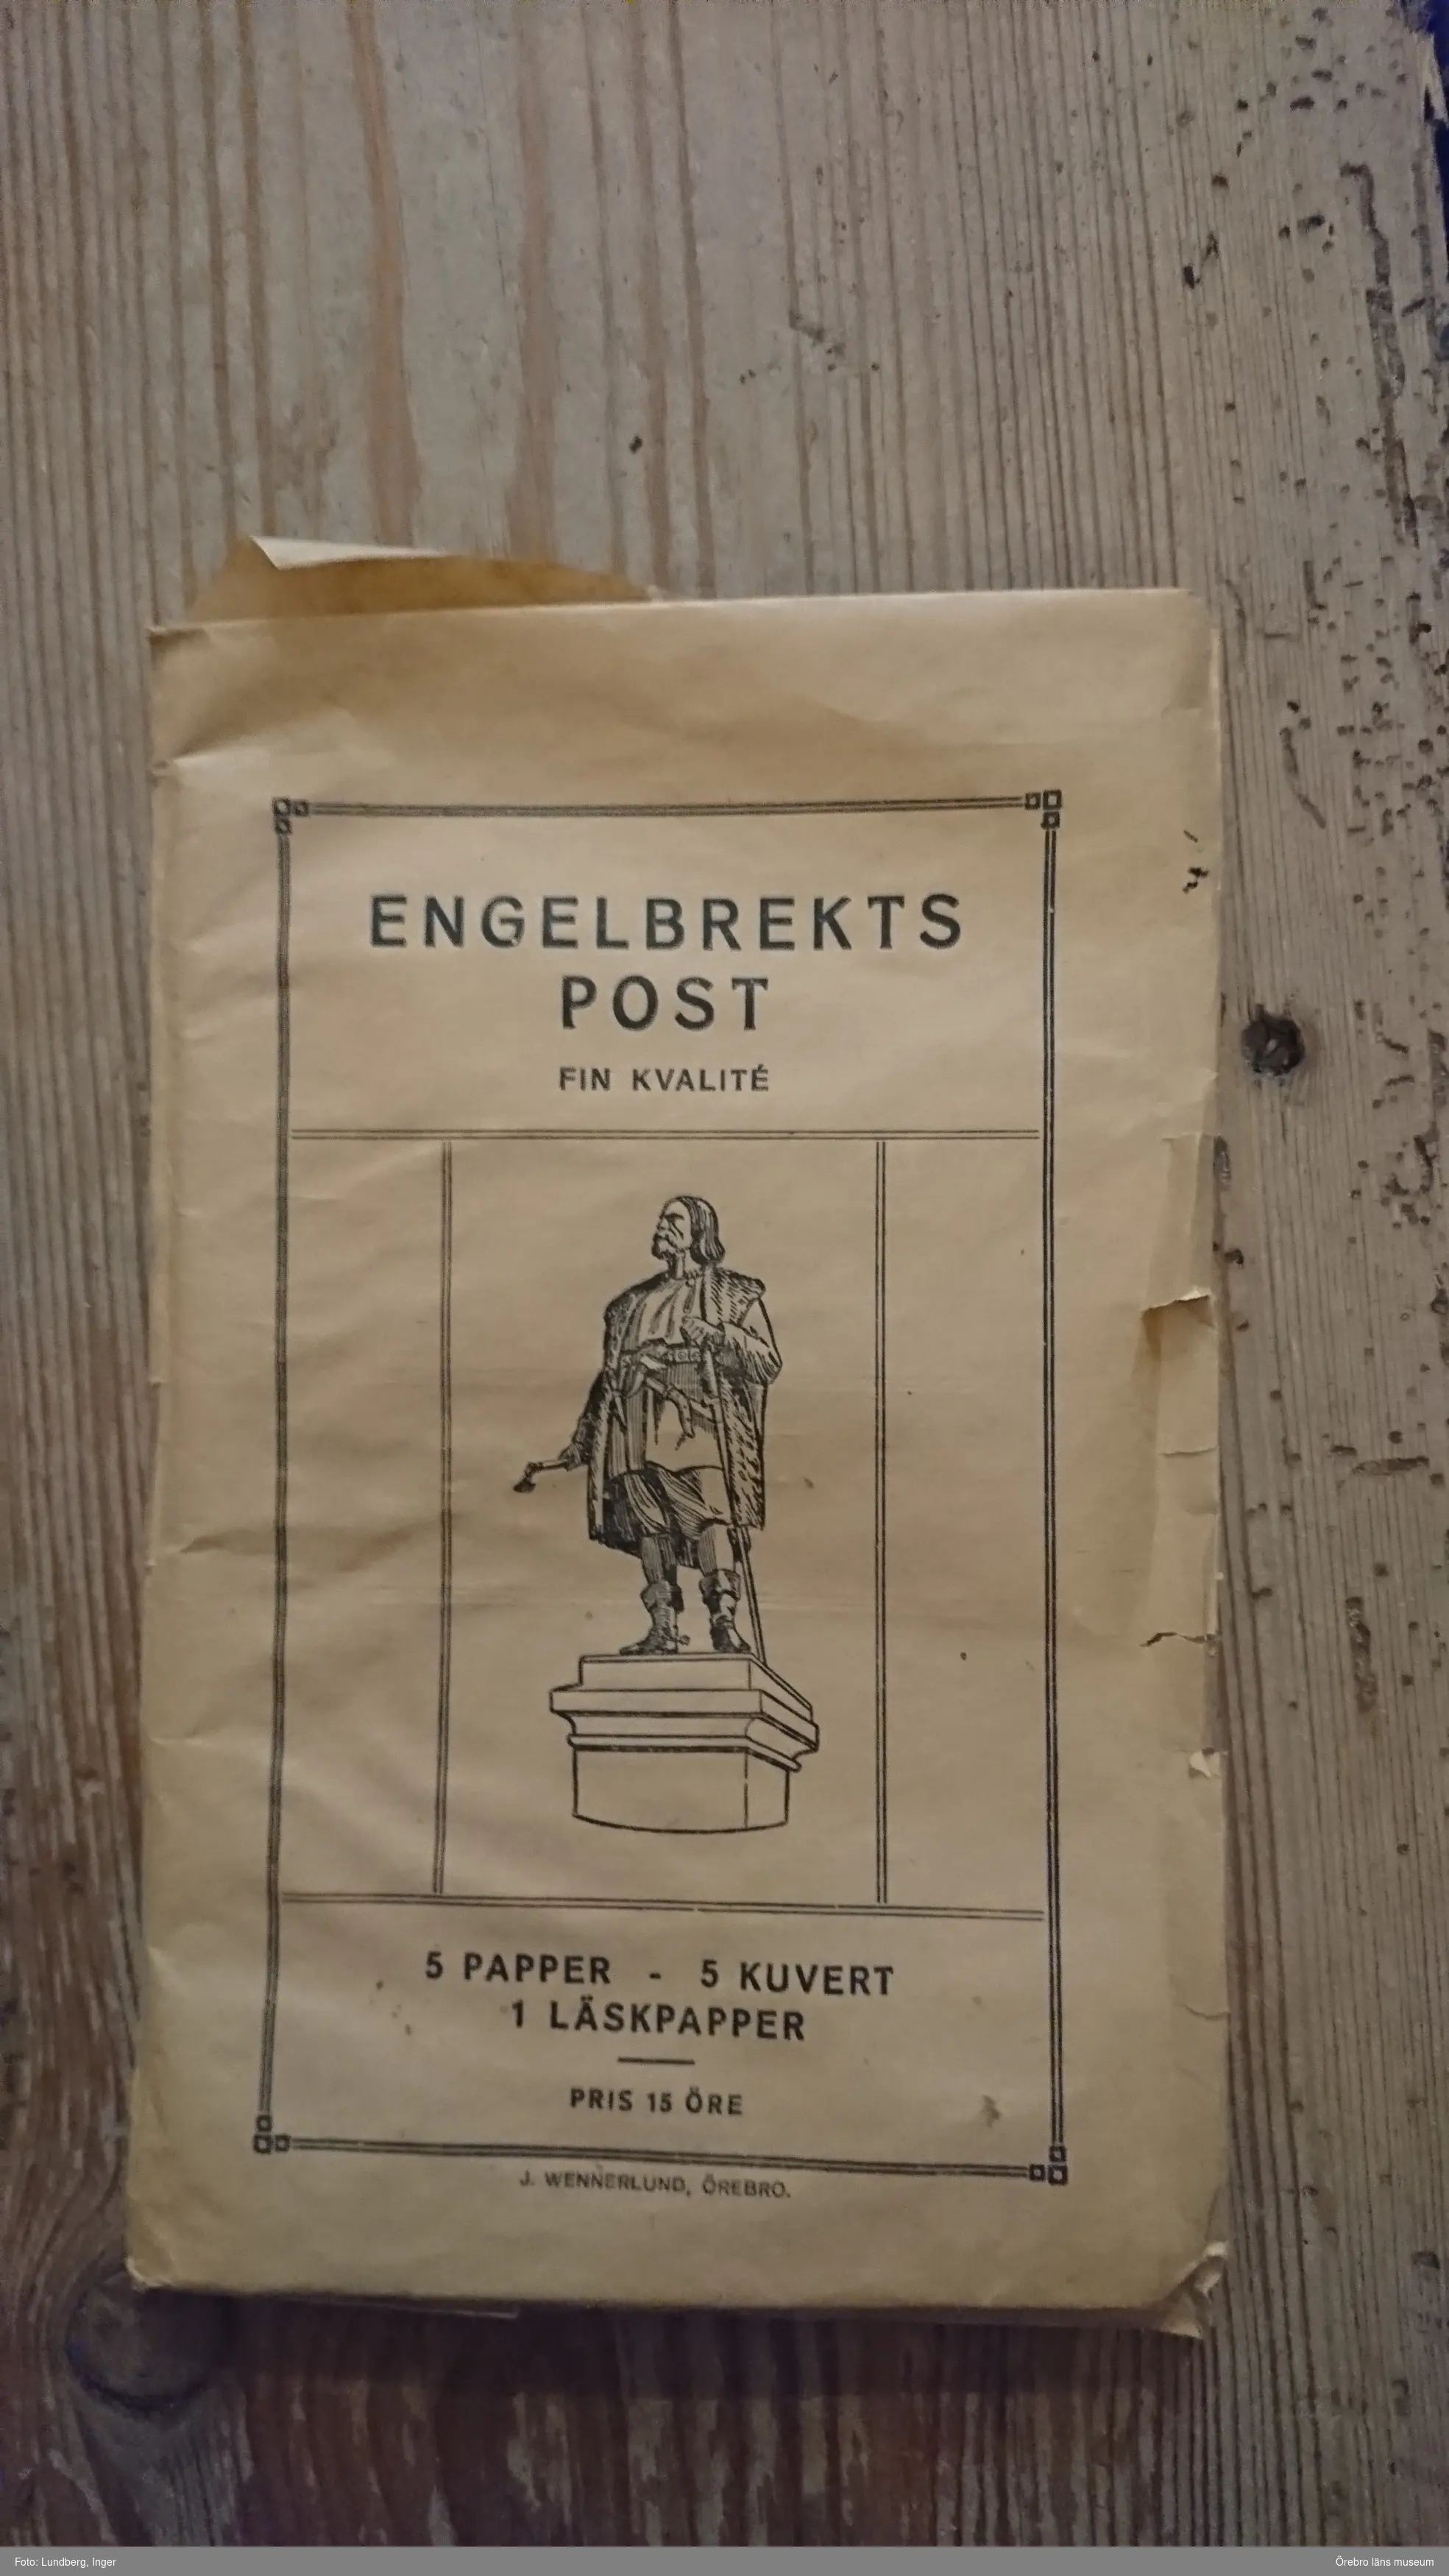 ENGELBREKTS
POST
FIN KVALITÉ
5 PAPPER - 5 KUVERT
1 LÄSKPAPPER
PRIS 15 ÖRE
J. WENNERLUND, ÖREBRO.
Foto: Lundberg, Inger
Örebro läns museum